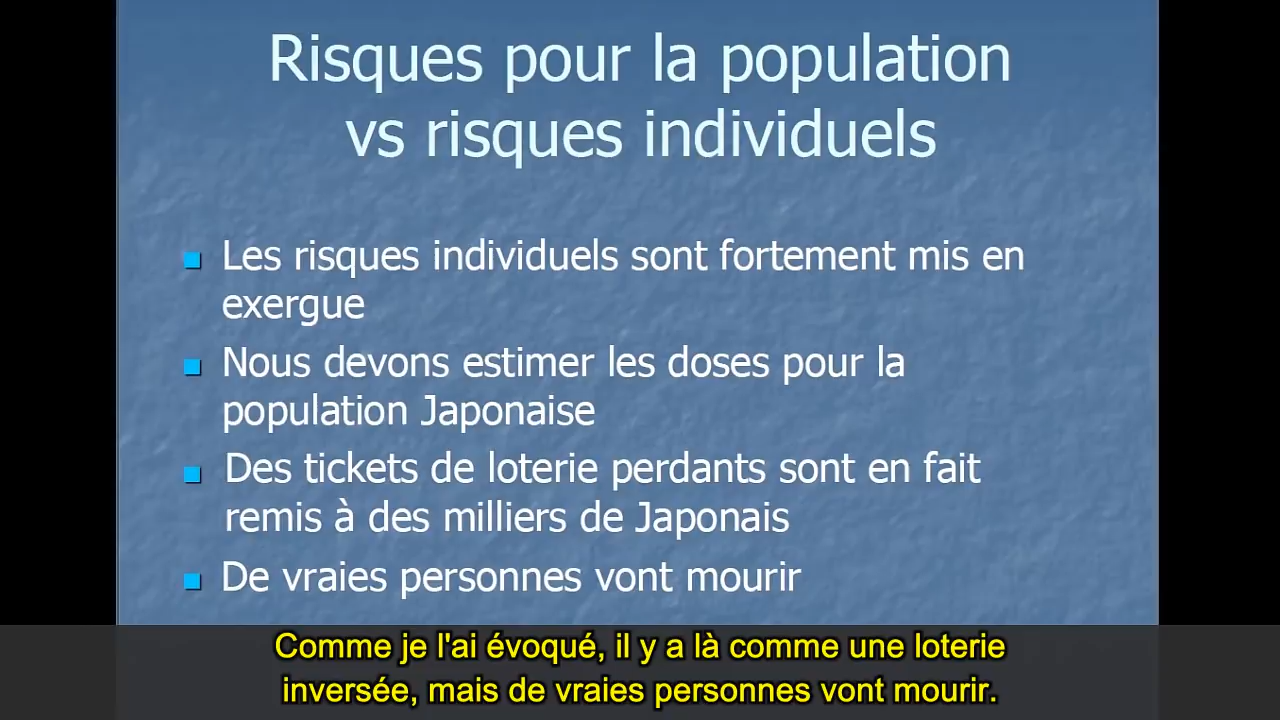 Risques pour la population
vs risques individuels
Les risques individuels sont fortement mis en
exergue
Nous devons estimer les doses pour la
population Japonaise
Des tickets de loterie perdants sont en fait
remis à des milliers de Japonais
De vraies personnes vont mourir
Comme je l'ai évoqué, il y a là comme une loterie
inversée, mais de vraies personnes vont mourir.